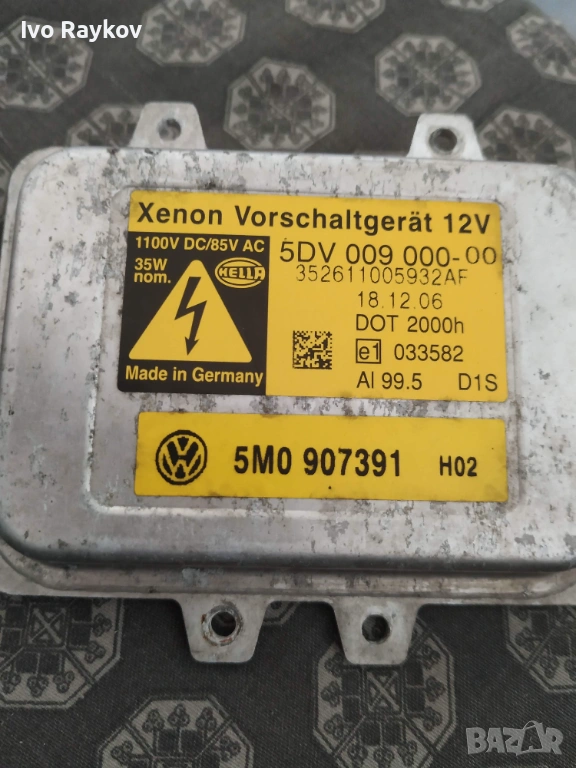 Ivo Raykov
Xenon Vorschaltgerät 12V
1100V DC/85V AC
35W
nom.
HELLA
Made in Germany
5DV 009 000-00
352611005932AF
18.12.06
DOT 2000h
e1 033582
Al 99.5 D1S
5M0 907391 H02
BAZAR